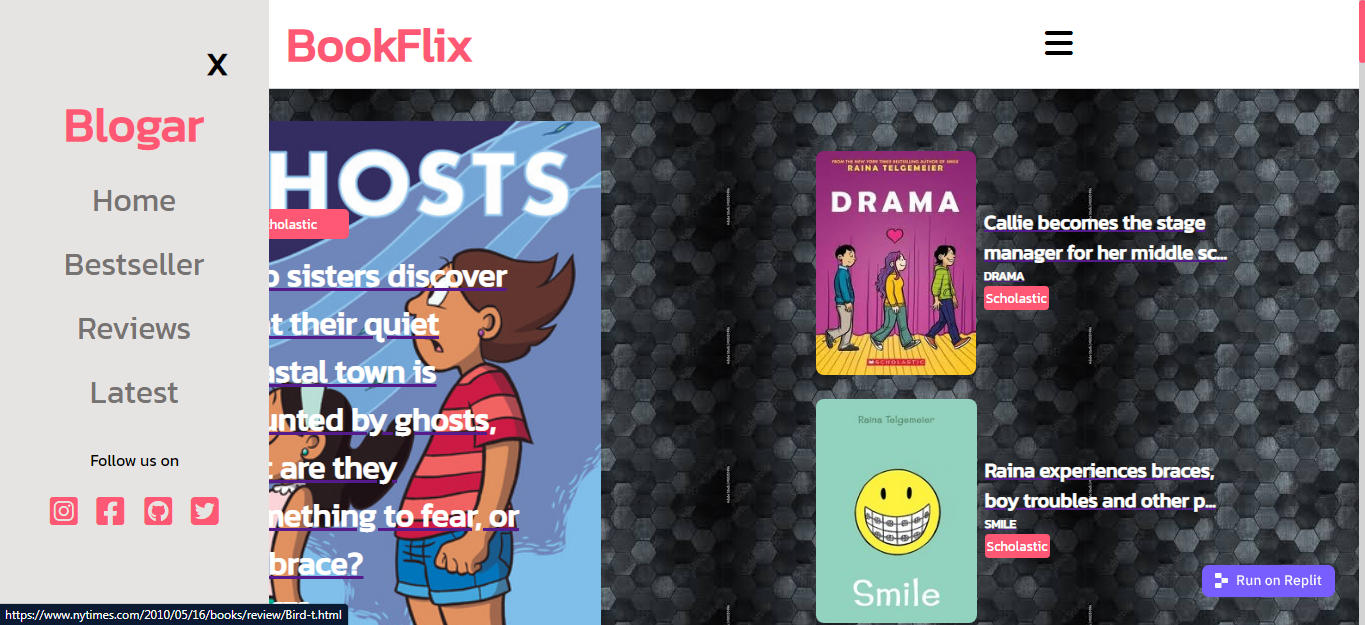 X
Blogar
Home
Bestseller
Reviews
Latest
Follow us on
BookFlix
HOSTS
holastic
sisters discover
their quiet
astal town is
unted by ghosts,
are they
mething to fear, or
brace?
FROM THE NEW YORK TIMES BESTSELLING AUTHOR OF SMILE
RAINA TELGEMEIER
DRAMA
SCHOLASTIC
Callie becomes the stage
manager for her middle sc...
DRAMA
Scholastic
Raina Telgemeier
Smile
Raina experiences braces,
boy troubles and other p...
SMILE
Scholastic
Run on Replit
https://www.nytimes.com/2010/05/16/books/review/Bird-t.html